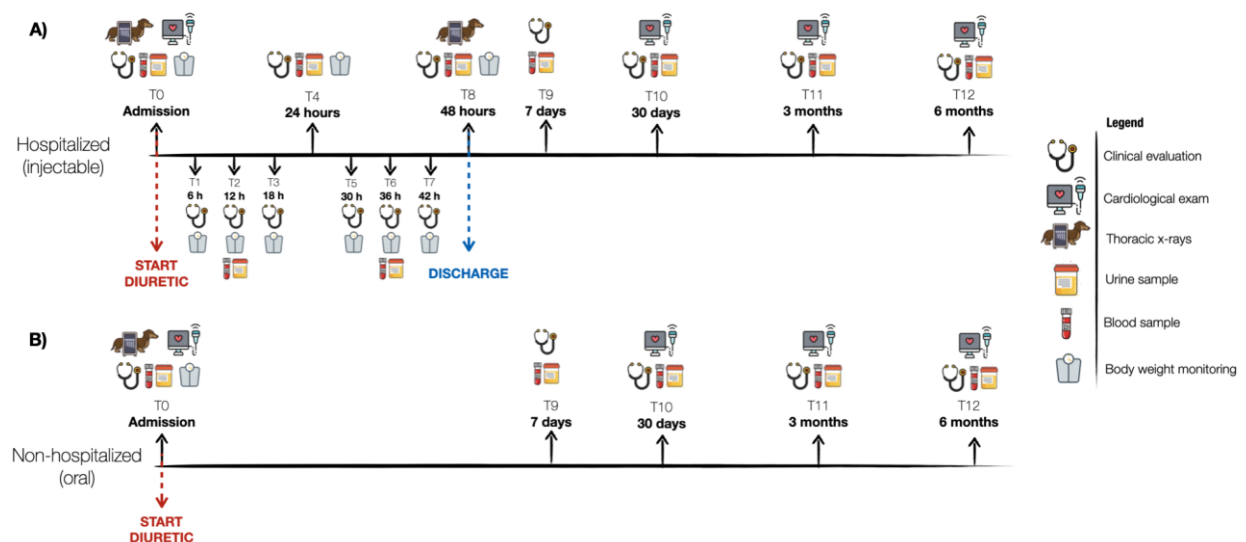 A)
T0
Admission
T4
24 hours
T8
48 hours
T9
7 days
T10
30 days
T11
3 months
T12
6 months
Hospitalized
(injectable)
T1
6 h
T2
12 h
T3
18 h
T5
30 h
T6
36 h
T7
42 h
START
DIURETIC
DISCHARGE
Legend
Clinical evaluation
Cardiological exam
Thoracic x-rays
Urine sample
Blood sample
Body weight monitoring
B)
T0
Admission
T9
7 days
T10
30 days
T11
3 months
T12
6 months
Non-hospitalized
(oral)
START
DIURETIC